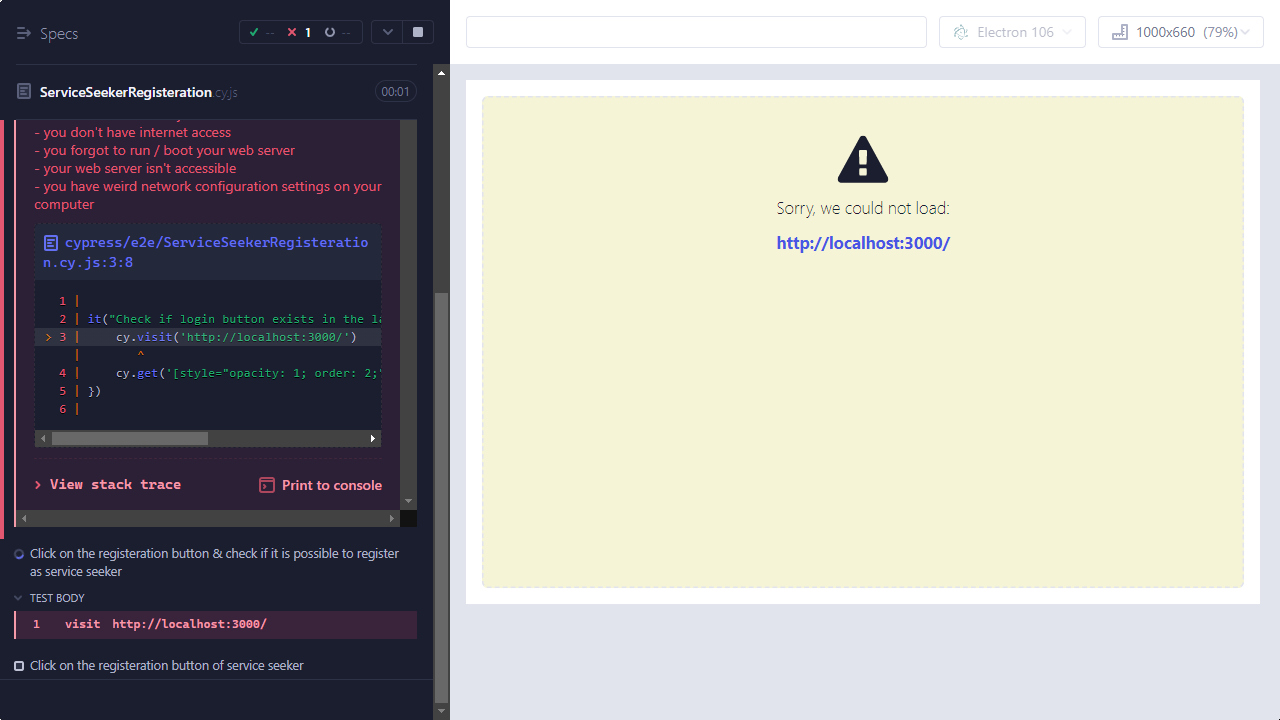 Specs
--
1
--
Electron 106
1000x660 (79%)
ServiceSeekerRegisteration.cy.js
00:01
- you don't have internet access
- you forgot to run / boot your web server
- your web server isn't accessible
- you have weird network configuration settings on your
computer
cypress/e2e/ServiceSeekerRegisteratio
n.cy.js:3:8
1 |
2 | it("Check if login button exists in the la
> 3 |     cy.visit('http://localhost:3000/')
|        ^
4 |     cy.get('[style="opacity: 1; order: 2;"
5 | })
6 |
View stack trace
Print to console
Click on the registeration button & check if it is possible to register
as service seeker
TEST BODY
1 visit http://localhost:3000/
Click on the registeration button of service seeker
Sorry, we could not load:
http://localhost:3000/